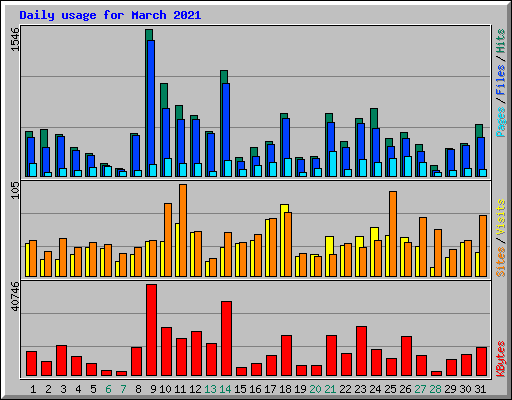 Daily usage for March 2021
1546
Pages / Files / Hits
105
Sites / Visits
40746
KBytes
1 2 3 4 5 6 7 8 9 10 11 12 13 14 15 16 17 18 19 20 21 22 23 24 25 26 27 28 29 30 31